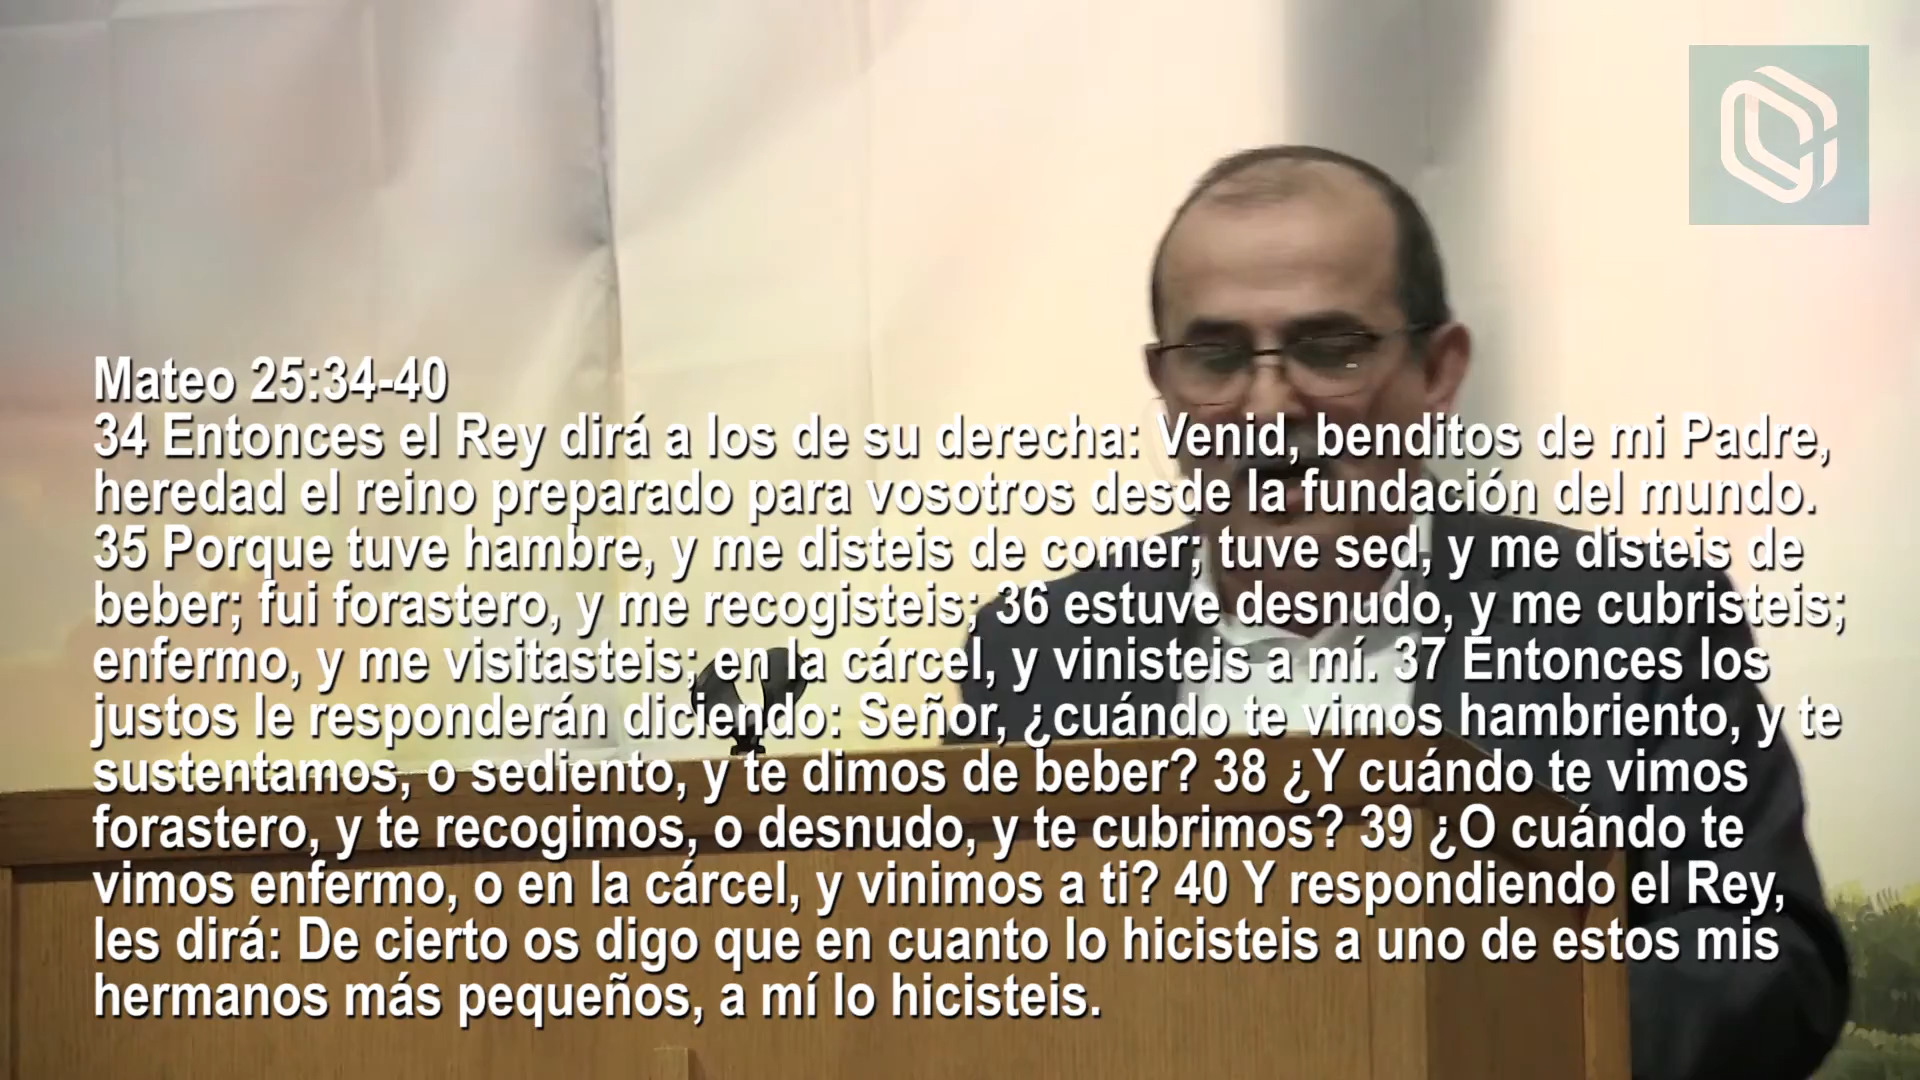 Mateo 25:34-40
34 Entonces el Rey dirá a los de su derecha: Venid, benditos de mi Padre,
heredad el reino preparado para vosotros desde la fundación del mundo.
35 Porque tuve hambre, y me disteis de comer; tuve sed, y me disteis de
beber; fui forastero, y me recogisteis; 36 estuve desnudo, y me cubristeis;
enfermo, y me visitasteis; en la cárcel, y vinisteis a mí. 37 Entonces los
justos le responderán diciendo: Señor, ¿cuándo te vimos hambriento, y te
sustentamos, o sediento, y te dimos de beber? 38 ¿Y cuándo te vimos
forastero, y te recogimos, o desnudo, y te cubrimos? 39 ¿O cuándo te
vimos enfermo, o en la cárcel, y vinimos a ti? 40 Y respondiendo el Rey,
les dirá: De cierto os digo que en cuanto lo hicisteis a uno de estos mis
hermanos más pequeños, a mí lo hicisteis.